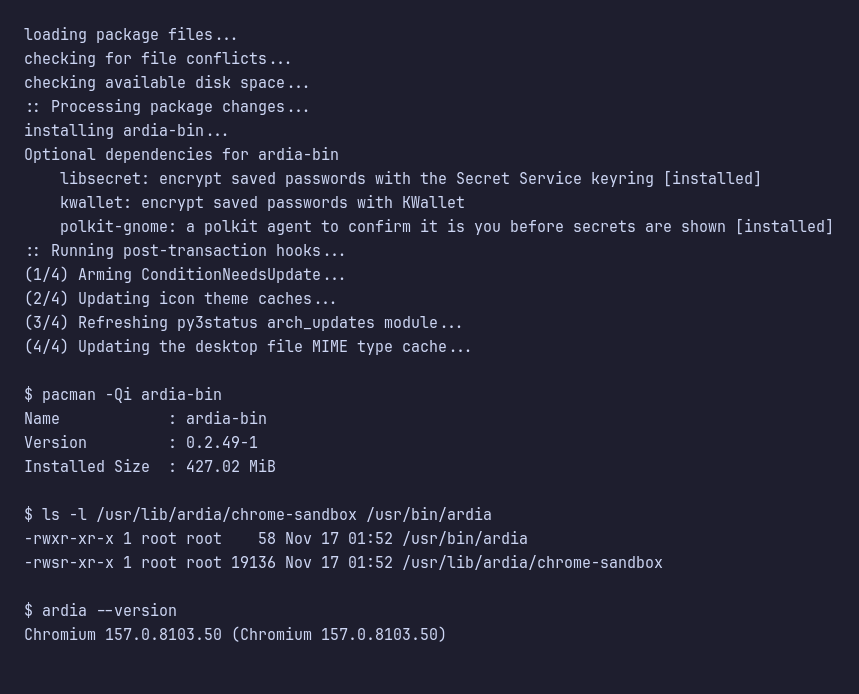 loading package files...
checking for file conflicts...
checking available disk space...
:: Processing package changes...
installing ardia-bin...
Optional dependencies for ardia-bin
    libsecret: encrypt saved passwords with the Secret Service keyring [installed]
    kwallet: encrypt saved passwords with KWallet
    polkit-gnome: a polkit agent to confirm it is you before secrets are shown [installed]
:: Running post-transaction hooks...
(1/4) Arming ConditionNeedsUpdate...
(2/4) Updating icon theme caches...
(3/4) Refreshing py3status arch_updates module...
(4/4) Updating the desktop file MIME type cache...

$ pacman -Qi ardia-bin
Name            : ardia-bin
Version         : 0.2.49-1
Installed Size  : 427.02 MiB

$ ls -l /usr/lib/ardia/chrome-sandbox /usr/bin/ardia
-rwxr-xr-x 1 root root    58 Nov 17 01:52 /usr/bin/ardia
-rwsr-xr-x 1 root root 19136 Nov 17 01:52 /usr/lib/ardia/chrome-sandbox

$ ardia --version
Chromium 157.0.8103.50 (Chromium 157.0.8103.50)